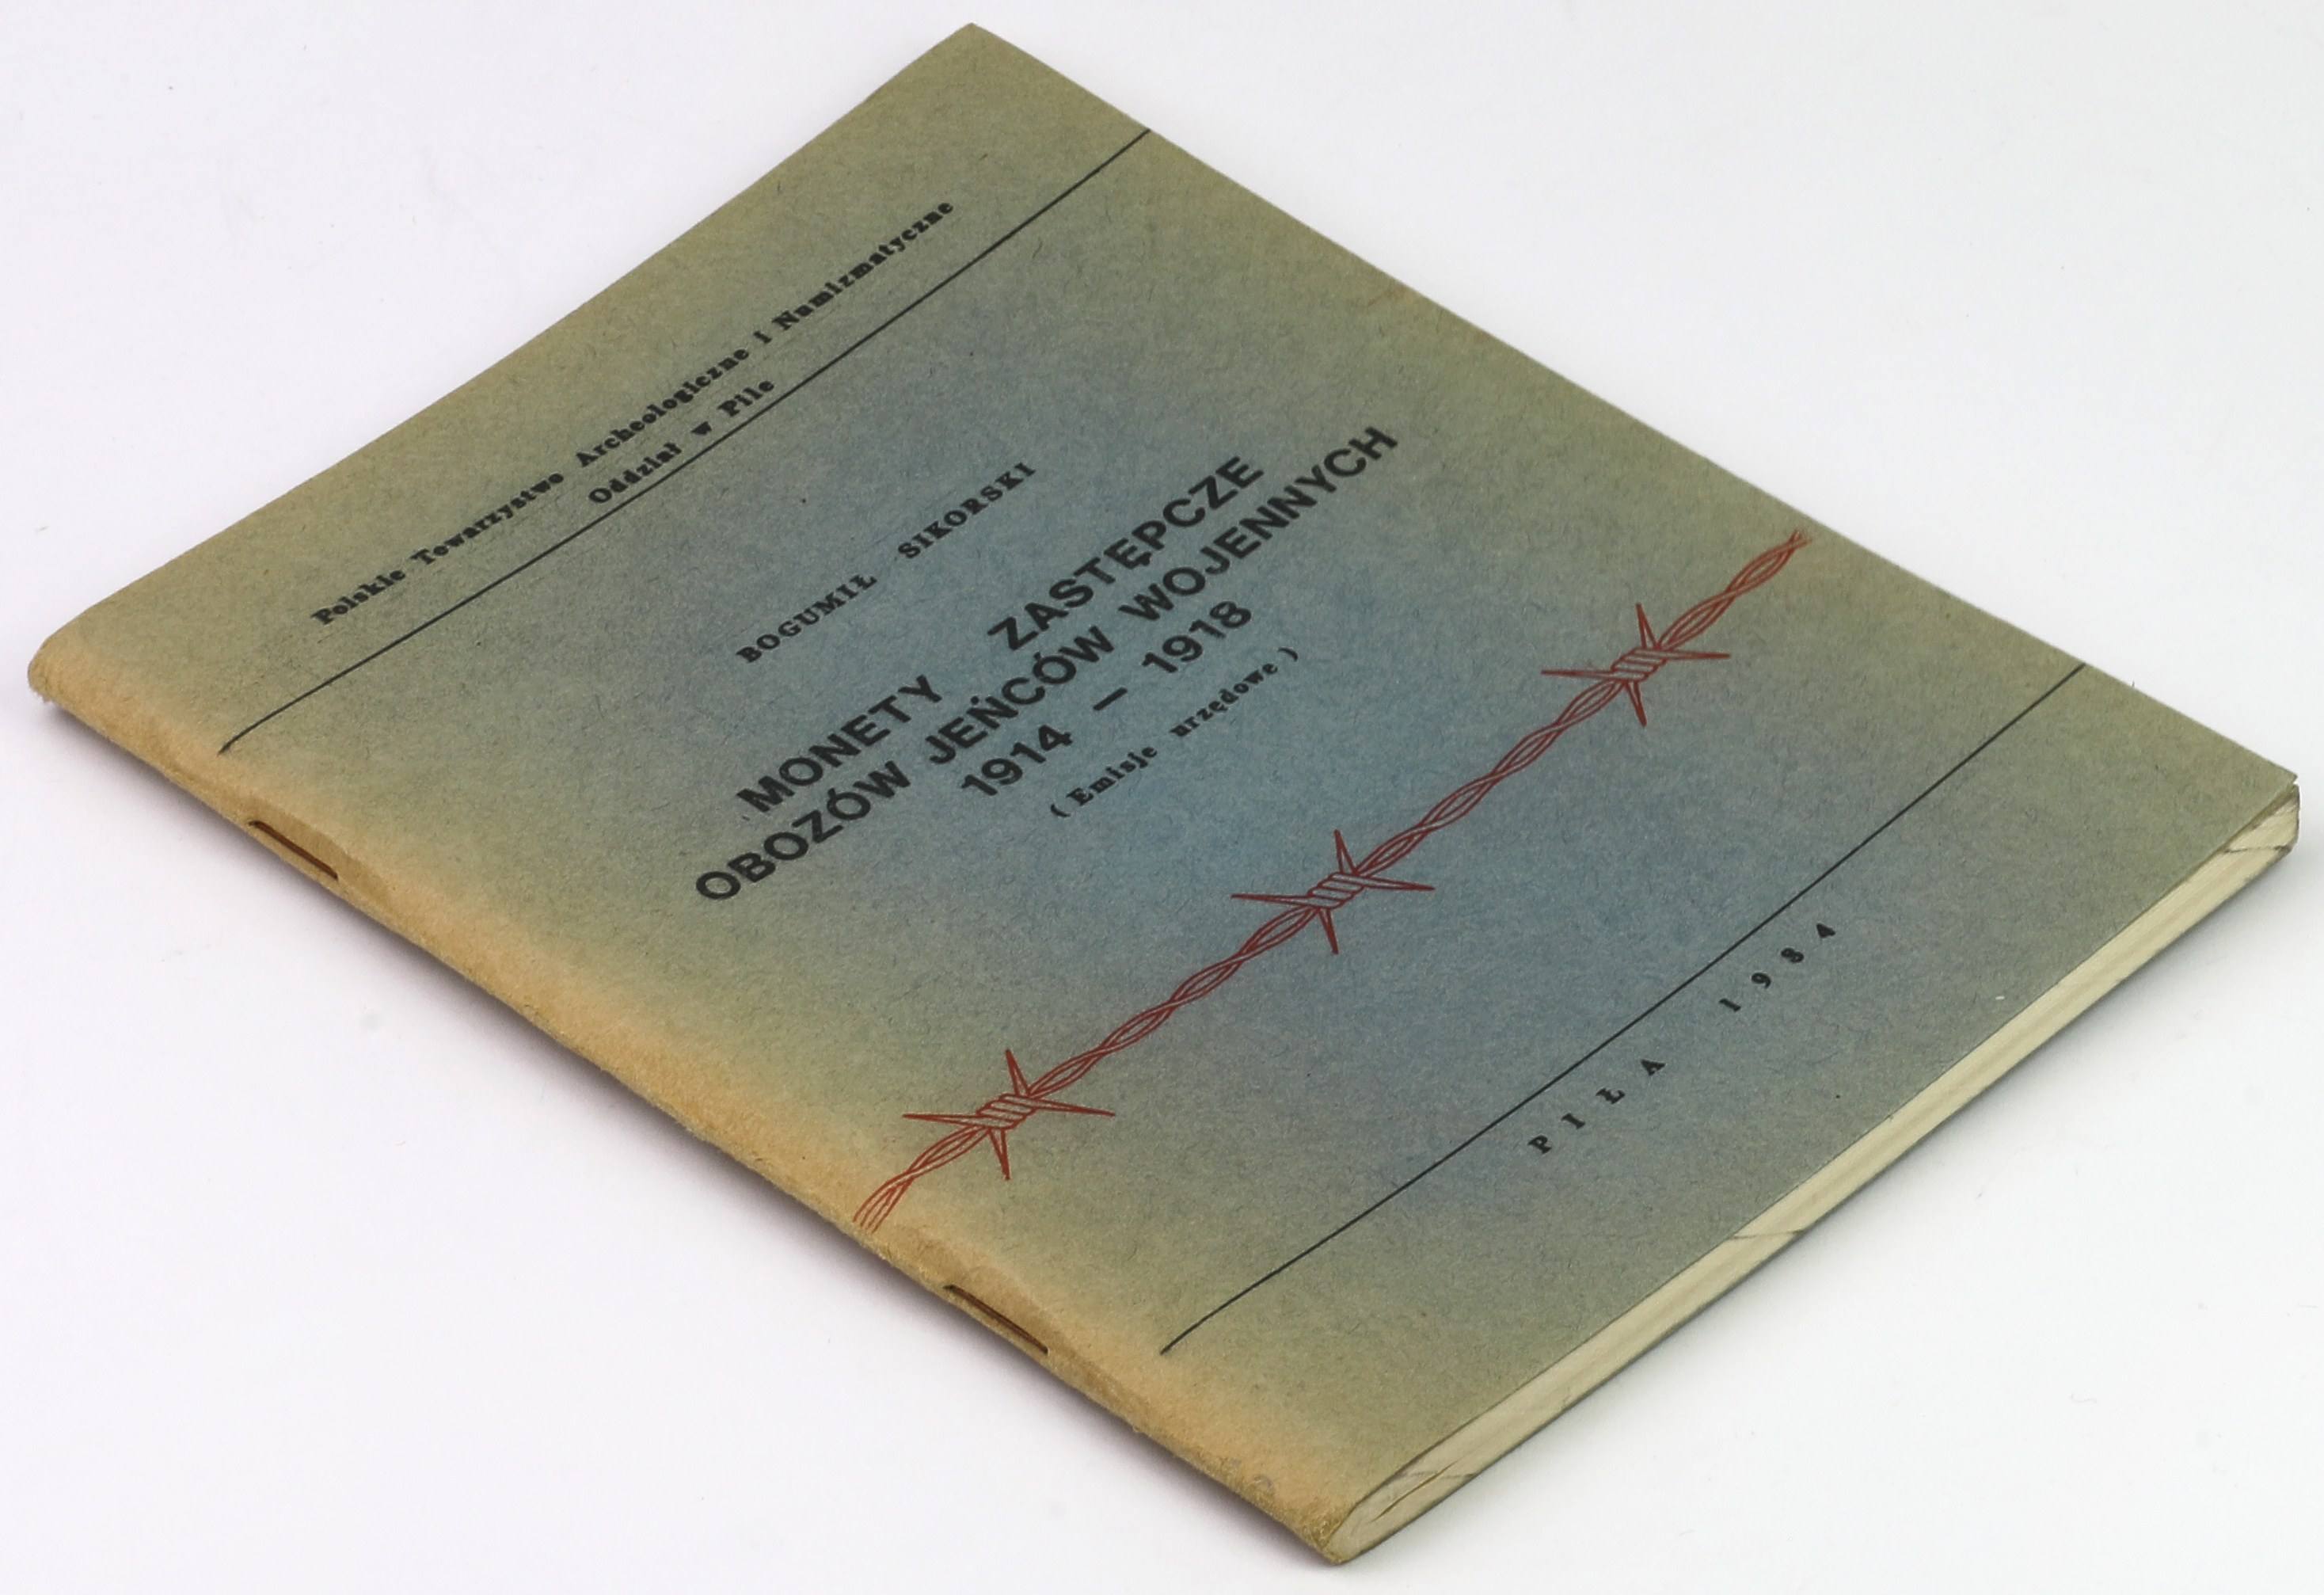 Polskie Towarzystwo Archeologiczne i Numizmatyczne
Oddział w Pile
BOGUMIŁ SIKORSKI
MONETY ZASTĘPCZE
OBOZÓW JEŃCÓW WOJENNYCH
1914 — 1918
(Emisje urzędowe)
PIŁA 1984